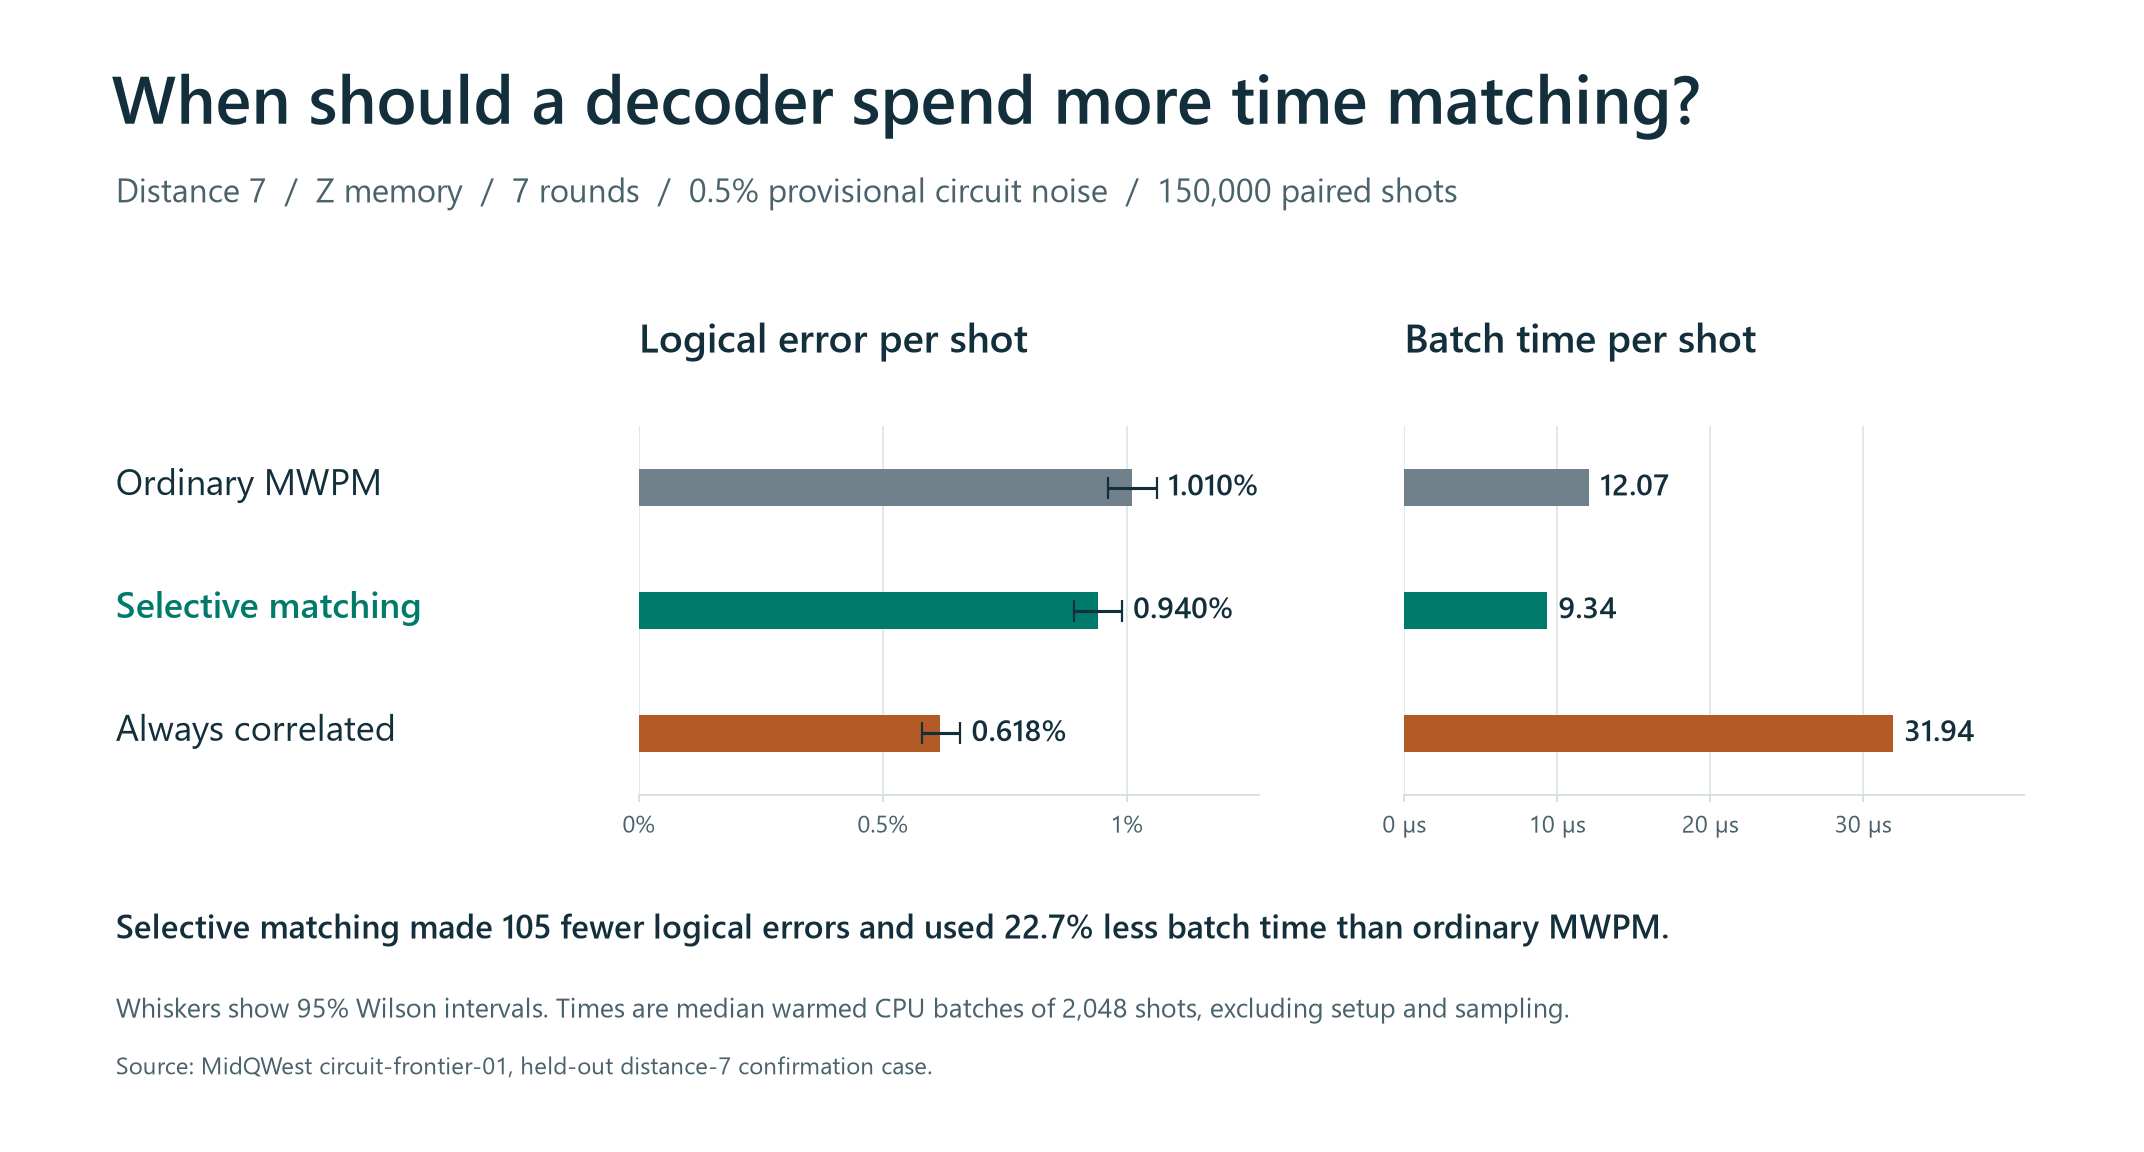 When should a decoder spend more time matching?
Distance 7 / Z memory / 7 rounds / 0.5% provisional circuit noise / 150,000 paired shots
Logical error per shot
Batch time per shot
Ordinary MWPM
1.010%
12.07
Selective matching
0.940%
9.34
Always correlated
0.618%
31.94
0%
0.5%
1%
0 µs
10 µs
20 µs
30 µs
Selective matching made 105 fewer logical errors and used 22.7% less batch time than ordinary MWPM.
Whiskers show 95% Wilson intervals. Times are median warmed CPU batches of 2,048 shots, excluding setup and sampling.
Source: MidQWest circuit-frontier-01, held-out distance-7 confirmation case.